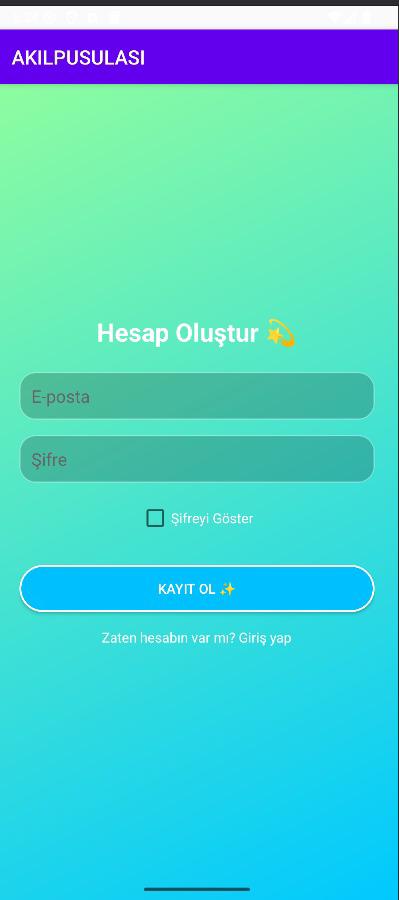 AKILPUSULASI
Hesap Oluştur 💫
E-posta
Şifre
Şifreyi Göster
KAYIT OL ✨
Zaten hesabın var mı? Giriş yap